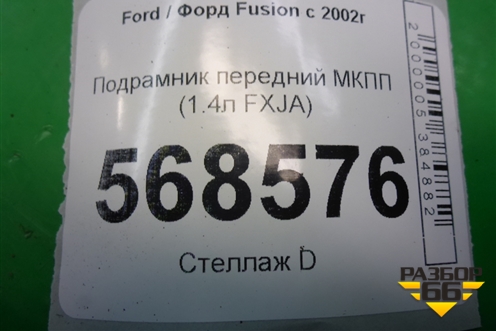 Ford / Форд Fusion с 2002г
Подрамник передний МКПП
(1.4л FXJA)
568576
Стеллаж D
2000005384882
РАЗБОР
66